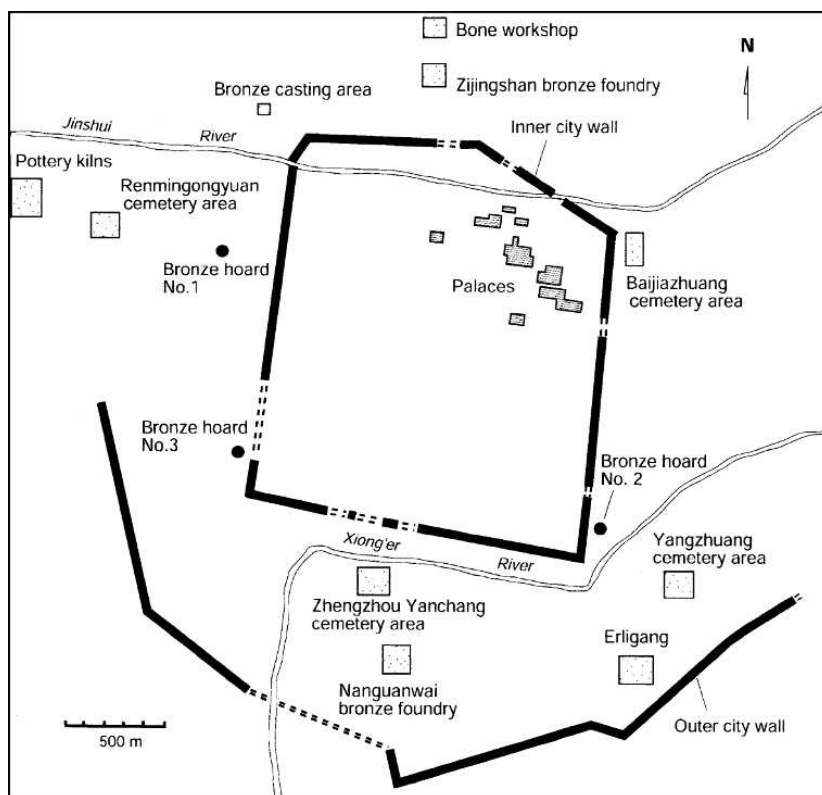 Bone workshop
Zijingshan bronze foundry
N
Bronze casting area
Inner city wall
Jinshui
River
Pottery kilns
Renmingongyuan
cemetery area
Bronze hoard
No.1
Palaces
Baijiazhuang
cemetery area
Bronze hoard
No.3
Bronze hoard
No. 2
Xiong'er
River
Yangzhuang
cemetery area
Zhengzhou Yanchang
cemetery area
Erligang
Nanguanwai
bronze foundry
Outer city wall
500 m